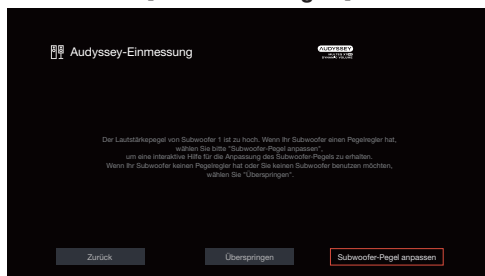 Audyssey-Einmessung
AUDYSSEY
Der Lautstärkepegel von Subwoofer 1 ist zu hoch. Wenn Ihr Subwoofer einen Pegelregler hat,
wählen Sie bitte "Subwoofer-Pegel anpassen",
um eine interaktive Hilfe für die Anpassung des Subwoofer-Pegels zu erhalten.
Wenn Ihr Subwoofer keinen Pegelregler hat oder Sie keinen Subwoofer benutzen möchten,
wählen Sie "Überspringen".
Zurück
Überspringen
Subwoofer-Pegel anpassen